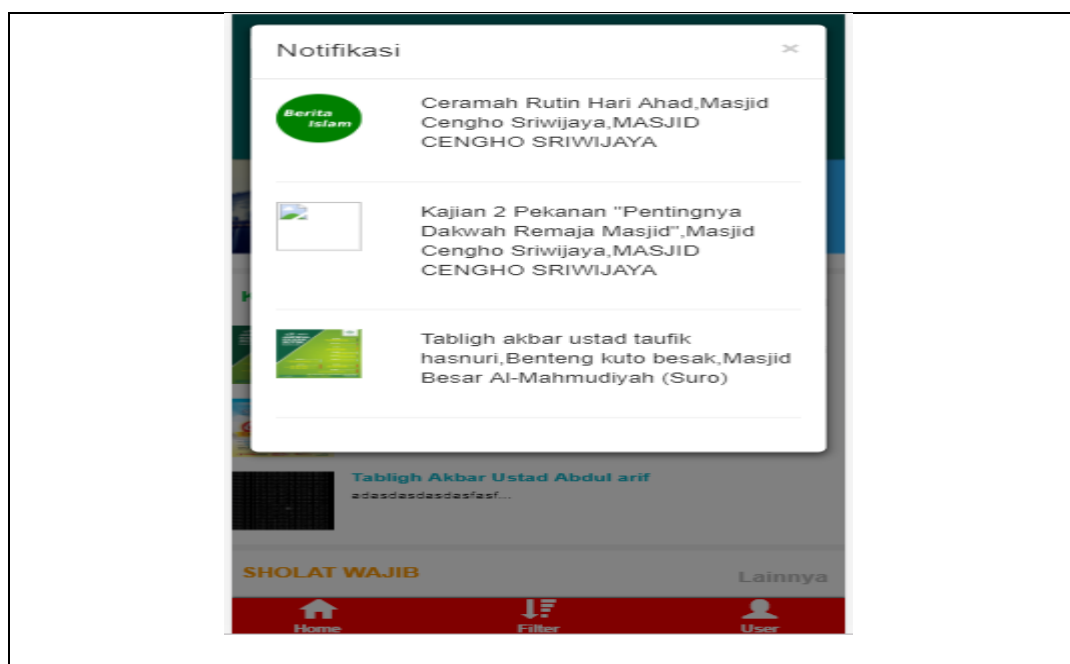 Notifikasi
×
Berita
Islam
Ceramah Rutin Hari Ahad,Masjid
Cengho Sriwijaya,MASJID
CENGHO SRIWIJAYA
Kajian 2 Pekanan "Pentingnya
Dakwah Remaja Masjid",Masjid
Cengho Sriwijaya,MASJID
CENGHO SRIWIJAYA
Tabligh akbar ustad taufik
hasnuri,Benteng kuto besak,Masjid
Besar Al-Mahmudiyah (Suro)
Tabligh Akbar Ustad Abdul arif
adasdasdasdasfasf...
SHOLAT WAJIB
Lainnya
Home
Filter
User